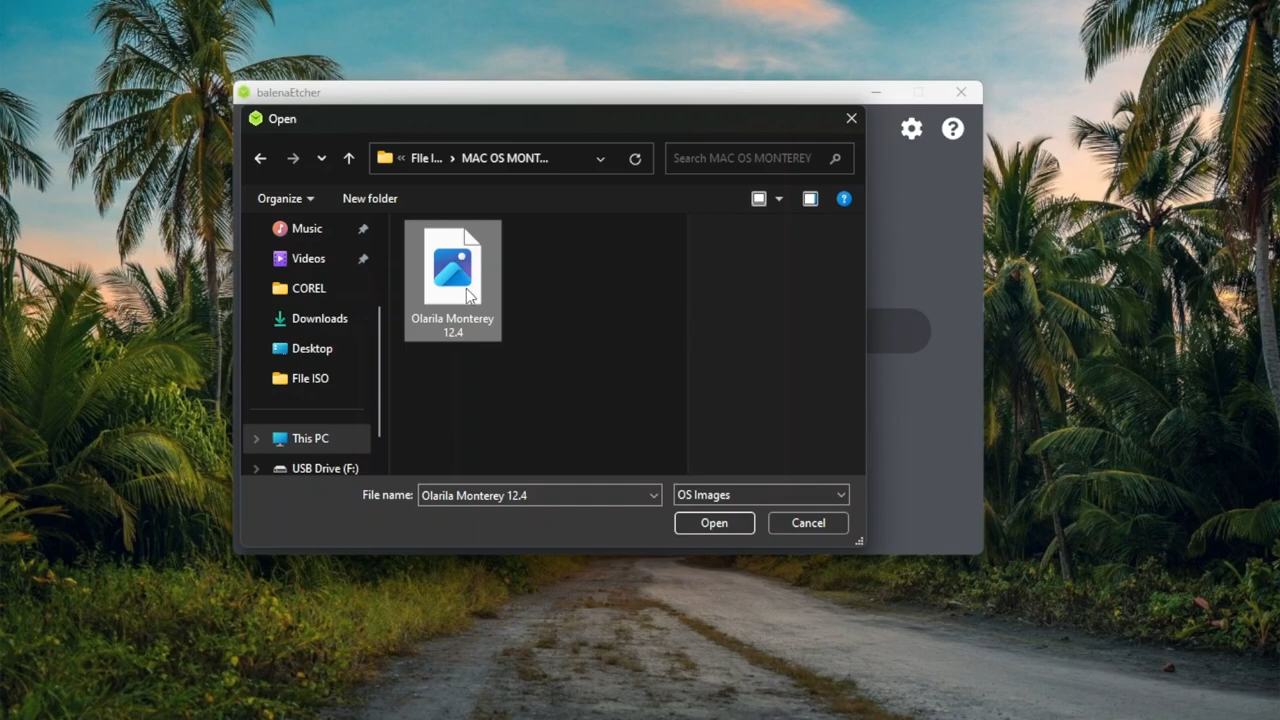 balenaEtcher
Open
« FIle I... › MAC OS MONT...
Search MAC OS MONTEREY
Organize
New folder
Music
Videos
COREL
Downloads
Desktop
FIle ISO
This PC
USB Drive (F:)
Olarila Monterey
12.4
File name:
Olarila Monterey 12.4
OS Images
Open
Cancel